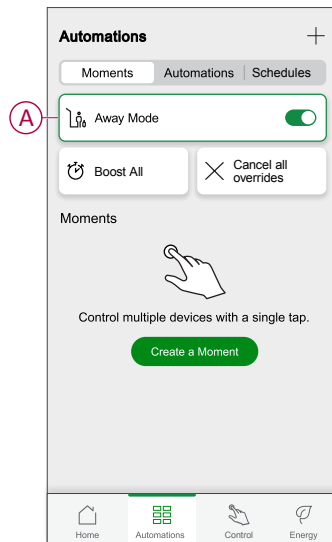 Automations
Moments Automations Schedules
A
Away Mode
Boost All
Cancel all
overrides
Moments
Control multiple devices with a single tap.
Create a Moment
Home Automations Control Energy